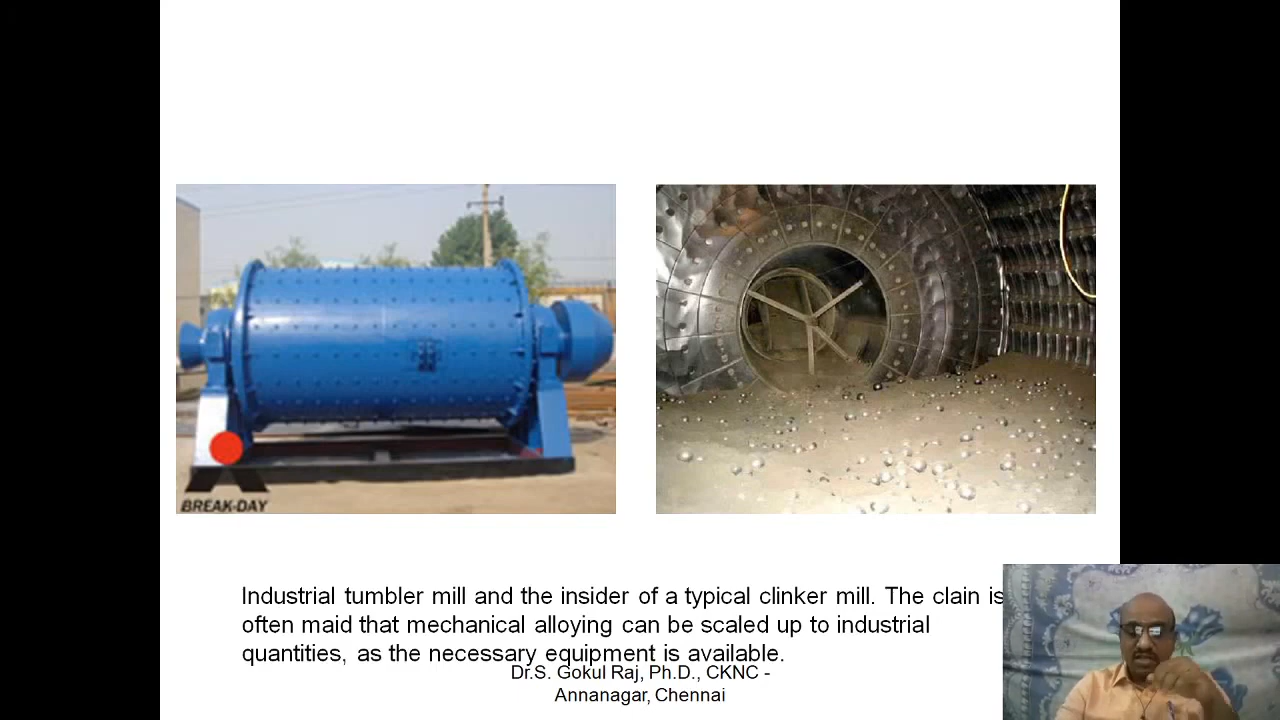 BREAK-DAY
Industrial tumbler mill and the insider of a typical clinker mill. The clain is
often maid that mechanical alloying can be scaled up to industrial
quantities, as the necessary equipment is available.
Dr.S. Gokul Raj, Ph.D., CKNC -
Annanagar, Chennai